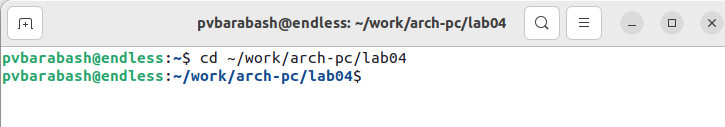 pvbarabash@endless: ~/work/arch-pc/lab04
pvbarabash@endless:~$ cd ~/work/arch-pc/lab04
pvbarabash@endless:~/work/arch-pc/lab04$